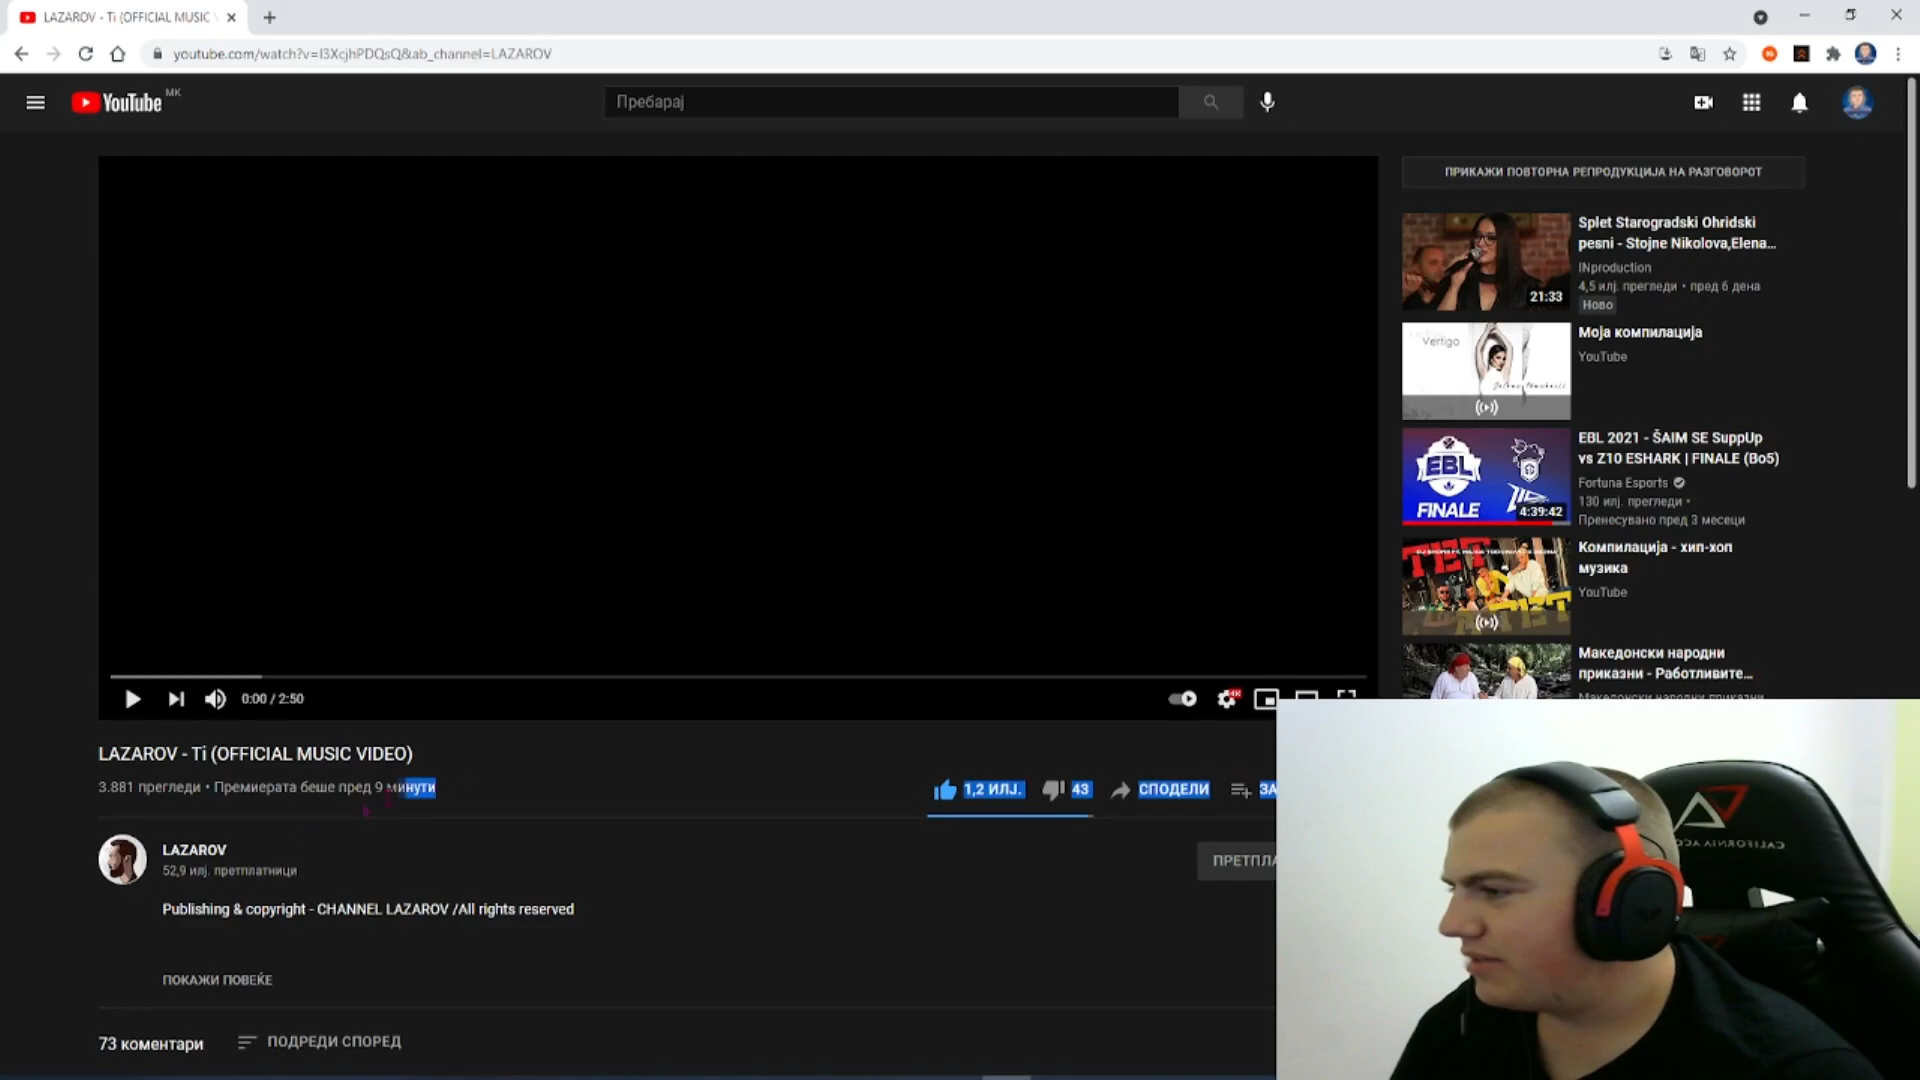 LAZAROV - Ti (OFFICIAL MUSIC V
youtube.com/watch?v=I3XcjhPDQsQ&ab_channel=LAZAROV
YouTube MK
Пребарај
ПРИКАЖИ ПОВТОРНА РЕПРОДУКЦИЈА НА РАЗГОВОРОТ
Splet Starogradski Ohridski
pesni - Stojne Nikolova,Elena...
INproduction
4,5 илј. прегледи • пред 6 дена
Ново
21:33
Vertigo
Моја компилација
YouTube
EBL
FINALE
4:39:42
EBL 2021 - ŠAIM SE SuppUp
vs Z10 ESHARK | FINALE (Bo5)
Fortuna Esports
130 илј. прегледи •
Пренесувано пред 3 месеци
Компилација - хип-хоп
музика
YouTube
Македонски народни
приказни - Работливите...
Македонски народни приказни
0:00 / 2:50
4K
LAZAROV - Ti (OFFICIAL MUSIC VIDEO)
3.881 прегледи • Премиерата беше пред 9 минути
1,2 ИЛЈ.
43
СПОДЕЛИ
ЗА
LAZAROV
52,9 илј. претплатници
ПРЕТПЛА
Publishing & copyright - CHANNEL LAZAROV /All rights reserved
ПОКАЖИ ПОВЕЌЕ
73 коментари
ПОДРЕДИ СПОРЕД